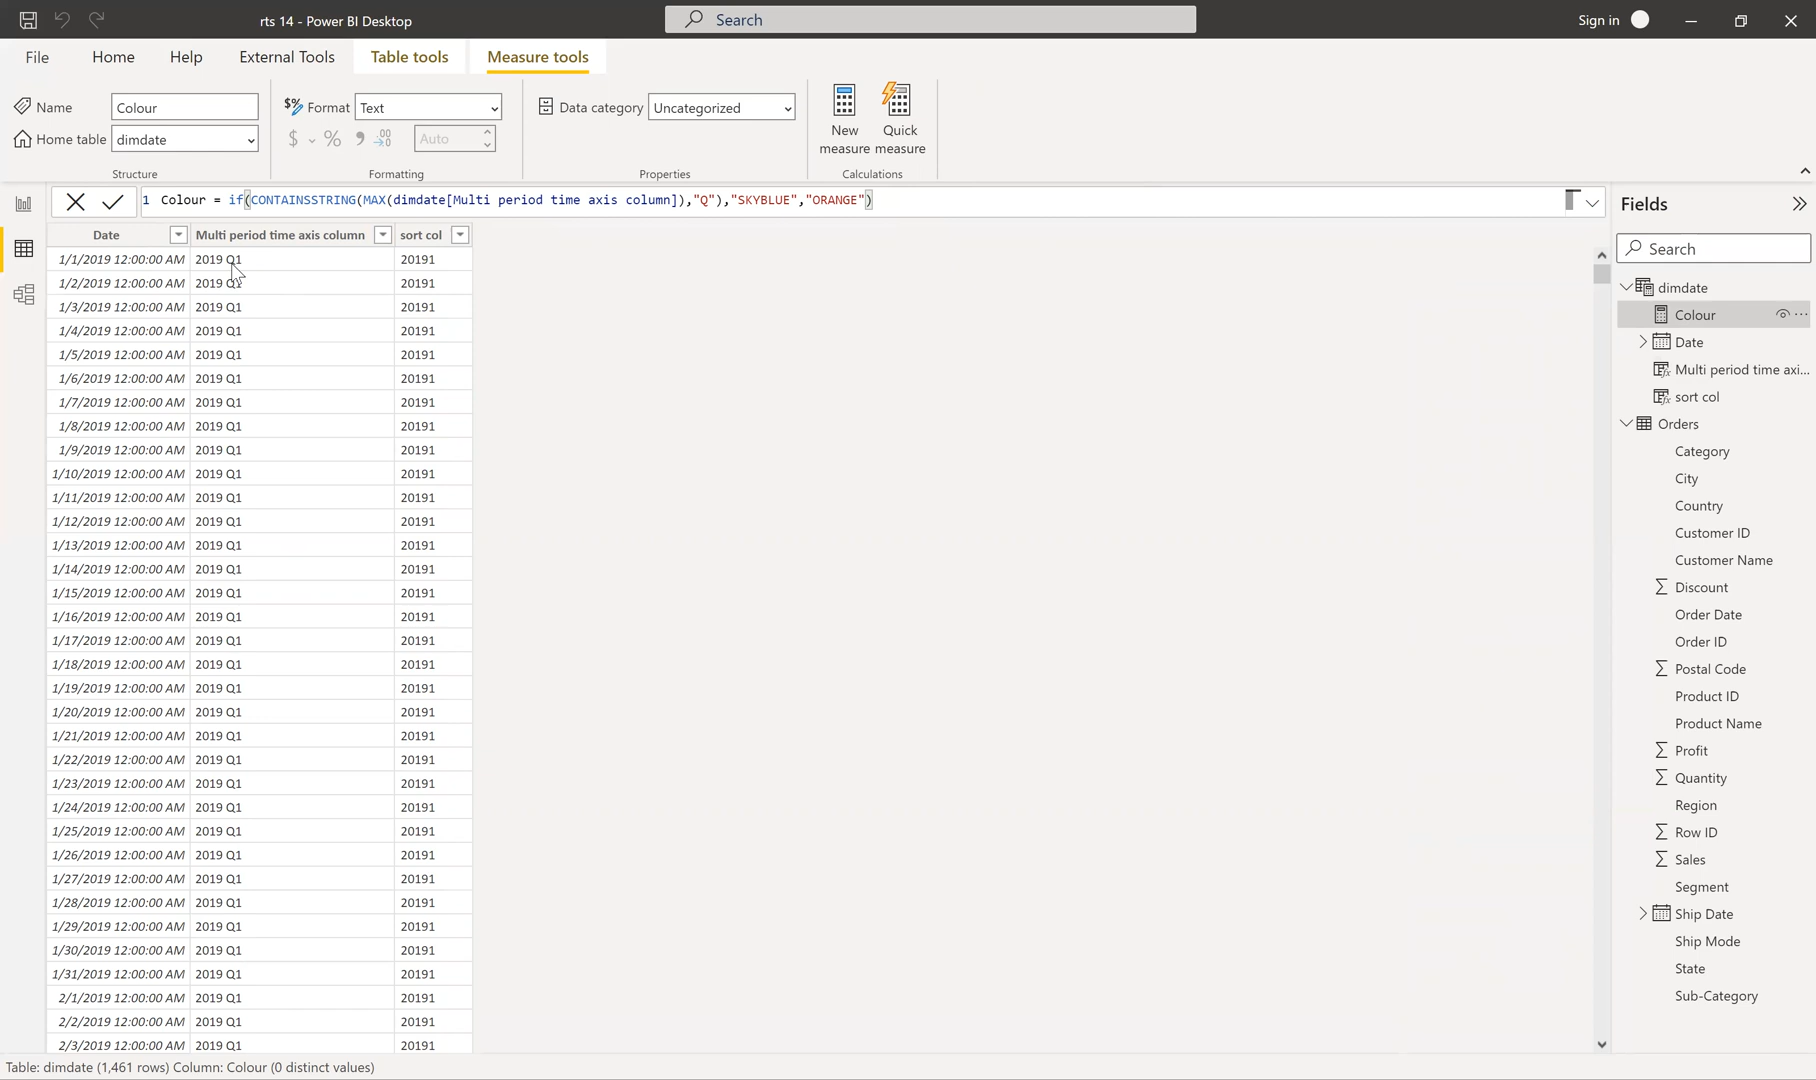 rts 14 - Power BI Desktop
Search
Sign in
File
Home
Help
External Tools
Table tools
Measure tools
Name
Colour
Home table
dimdate
Structure
$% Format
Text
$
%
Auto
Formatting
Data category
Uncategorized
Properties
New measure
Quick measure
Calculations
1 Colour = if(CONTAINSSTRING(MAX(dimdate[Multi period time axis column]),"Q"),"SKYBLUE","ORANGE")
Date Multi period time axis column sort col
1/1/2019 12:00:00 AM 2019 Q1 20191
1/2/2019 12:00:00 AM 2019 Q1 20191
1/3/2019 12:00:00 AM 2019 Q1 20191
1/4/2019 12:00:00 AM 2019 Q1 20191
1/5/2019 12:00:00 AM 2019 Q1 20191
1/6/2019 12:00:00 AM 2019 Q1 20191
1/7/2019 12:00:00 AM 2019 Q1 20191
1/8/2019 12:00:00 AM 2019 Q1 20191
1/9/2019 12:00:00 AM 2019 Q1 20191
1/10/2019 12:00:00 AM 2019 Q1 20191
1/11/2019 12:00:00 AM 2019 Q1 20191
1/12/2019 12:00:00 AM 2019 Q1 20191
1/13/2019 12:00:00 AM 2019 Q1 20191
1/14/2019 12:00:00 AM 2019 Q1 20191
1/15/2019 12:00:00 AM 2019 Q1 20191
1/16/2019 12:00:00 AM 2019 Q1 20191
1/17/2019 12:00:00 AM 2019 Q1 20191
1/18/2019 12:00:00 AM 2019 Q1 20191
1/19/2019 12:00:00 AM 2019 Q1 20191
1/20/2019 12:00:00 AM 2019 Q1 20191
1/21/2019 12:00:00 AM 2019 Q1 20191
1/22/2019 12:00:00 AM 2019 Q1 20191
1/23/2019 12:00:00 AM 2019 Q1 20191
1/24/2019 12:00:00 AM 2019 Q1 20191
1/25/2019 12:00:00 AM 2019 Q1 20191
1/26/2019 12:00:00 AM 2019 Q1 20191
1/27/2019 12:00:00 AM 2019 Q1 20191
1/28/2019 12:00:00 AM 2019 Q1 20191
1/29/2019 12:00:00 AM 2019 Q1 20191
1/30/2019 12:00:00 AM 2019 Q1 20191
1/31/2019 12:00:00 AM 2019 Q1 20191
2/1/2019 12:00:00 AM 2019 Q1 20191
2/2/2019 12:00:00 AM 2019 Q1 20191
2/3/2019 12:00:00 AM 2019 Q1 20191
Fields
Search
dimdate
Colour
Date
Multi period time axi...
sort col
Orders
Category
City
Country
Customer ID
Customer Name
Discount
Order Date
Order ID
Postal Code
Product ID
Product Name
Profit
Quantity
Region
Row ID
Sales
Segment
Ship Date
Ship Mode
State
Sub-Category
Table: dimdate (1,461 rows) Column: Colour (0 distinct values)